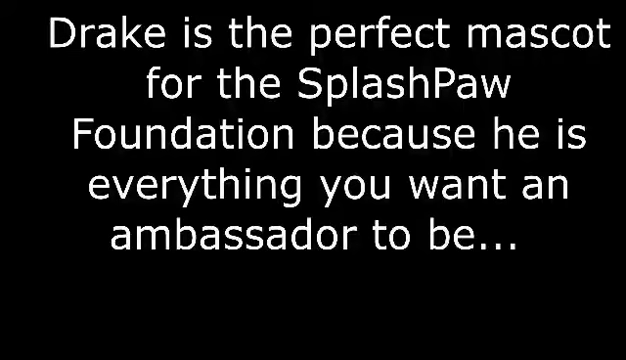 Drake is the perfect mascot
for the SplashPaw
Foundation because he is
everything you want an
ambassador to be...